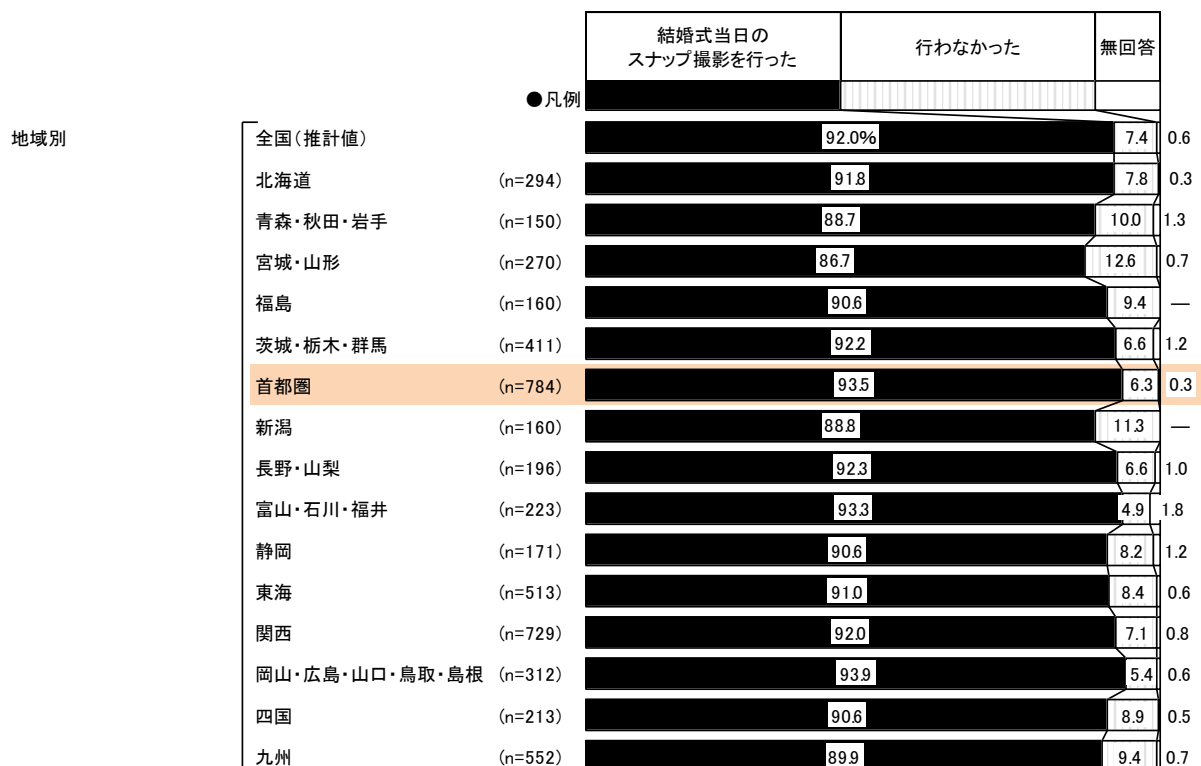 結婚式当日の
スナップ撮影を行った
行わなかった
無回答
●凡例
地域別
全国(推計値) 92.0% 7.4 0.6
北海道 (n=294) 91.8 7.8 0.3
青森・秋田・岩手 (n=150) 88.7 10.0 1.3
宮城・山形 (n=270) 86.7 12.6 0.7
福島 (n=160) 90.6 9.4 ―
茨城・栃木・群馬 (n=411) 92.2 6.6 1.2
首都圏 (n=784) 93.5 6.3 0.3
新潟 (n=160) 88.8 11.3 ―
長野・山梨 (n=196) 92.3 6.6 1.0
富山・石川・福井 (n=223) 93.3 4.9 1.8
静岡 (n=171) 90.6 8.2 1.2
東海 (n=513) 91.0 8.4 0.6
関西 (n=729) 92.0 7.1 0.8
岡山・広島・山口・鳥取・島根 (n=312) 93.9 5.4 0.6
四国 (n=213) 90.6 8.9 0.5
九州 (n=552) 89.9 9.4 0.7